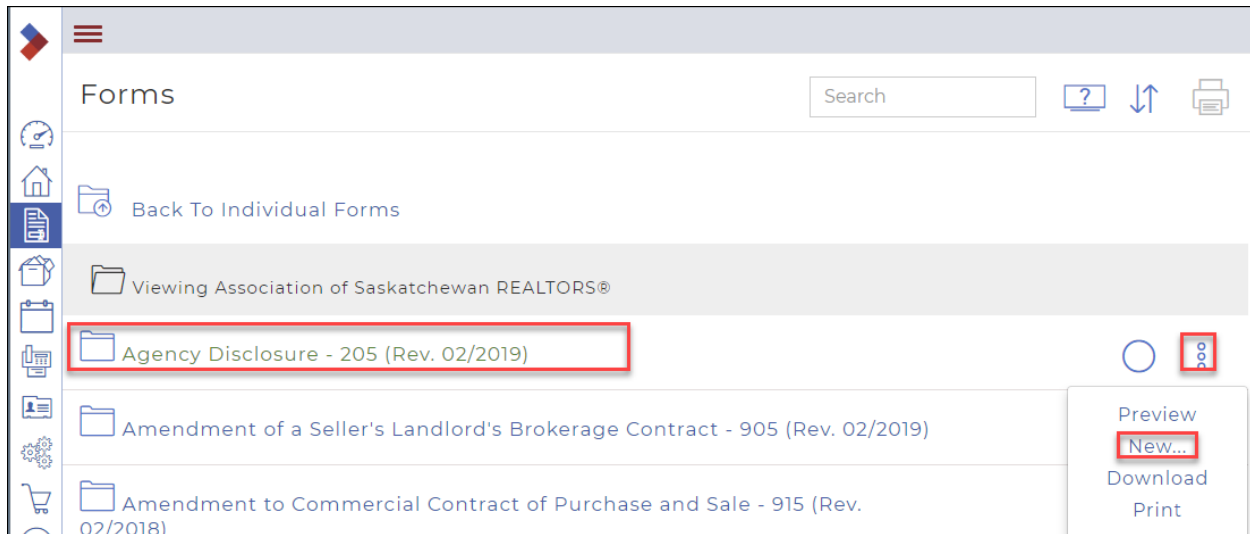 Forms
Search
?
Back To Individual Forms
Viewing Association of Saskatchewan REALTORS®
Agency Disclosure - 205 (Rev. 02/2019)
Amendment of a Seller's Landlord's Brokerage Contract - 905 (Rev. 02/2019)
Amendment to Commercial Contract of Purchase and Sale - 915 (Rev.
02/2018)
Preview
New...
Download
Print